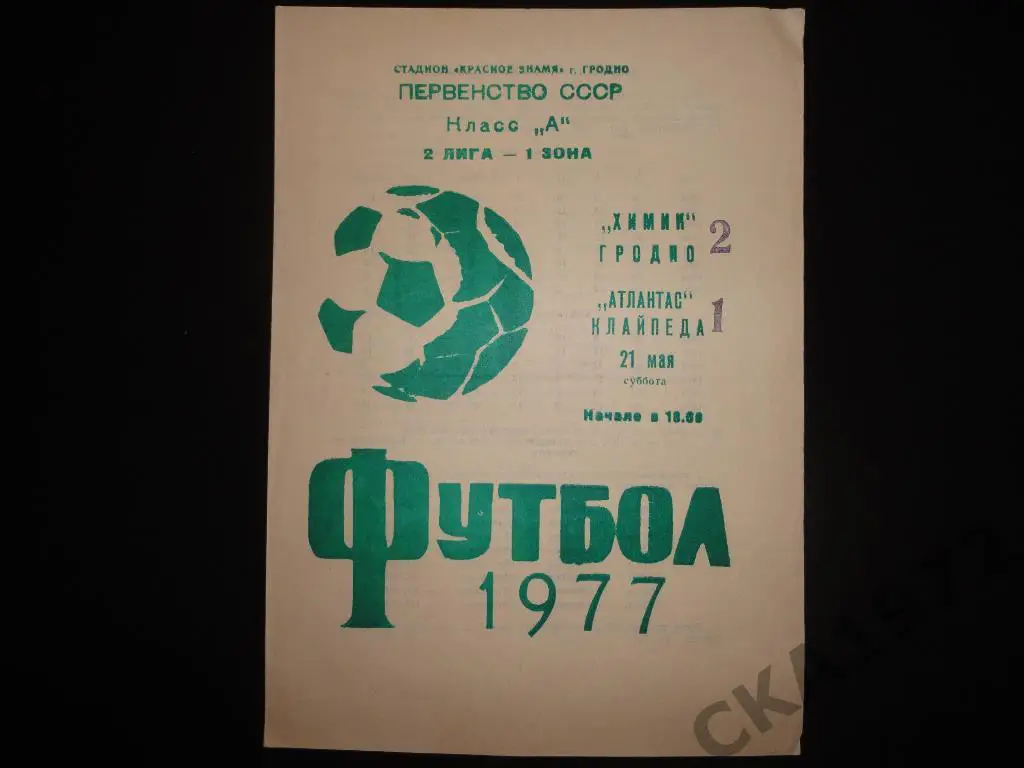 СТАДИОН «КРАСНОЕ ЗНАМЯ» г. ГРОДНО
ПЕРВЕНСТВО СССР
Класс „А"
2 ЛИГА — 1 ЗОНА
„ХИМИК"
ГРОДНО
2
„АТЛАНТАС"
КЛАЙПЕДА
1
21 мая
суббота
Начало в
ФУТБОЛ
1977